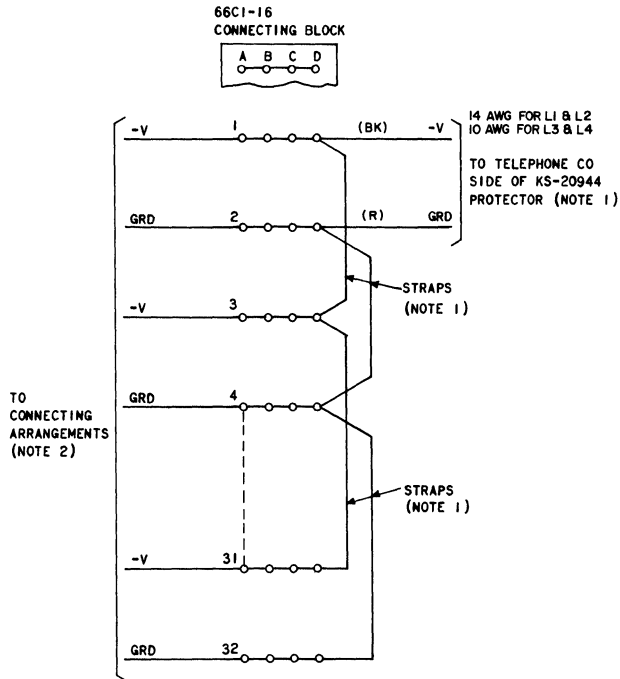 66C1-16
CONNECTING BLOCK
A B C D
-V 1 (BK) -V
14 AWG FOR L1 & L2
10 AWG FOR L3 & L4
TO TELEPHONE CO
SIDE OF KS-20944
PROTECTOR (NOTE 1)
GRD 2 (R) GRD
STRAPS
(NOTE 1)
-V 3
GRD 4
TO
CONNECTING
ARRANGEMENTS
(NOTE 2)
STRAPS
(NOTE 1)
-V 31
GRD 32